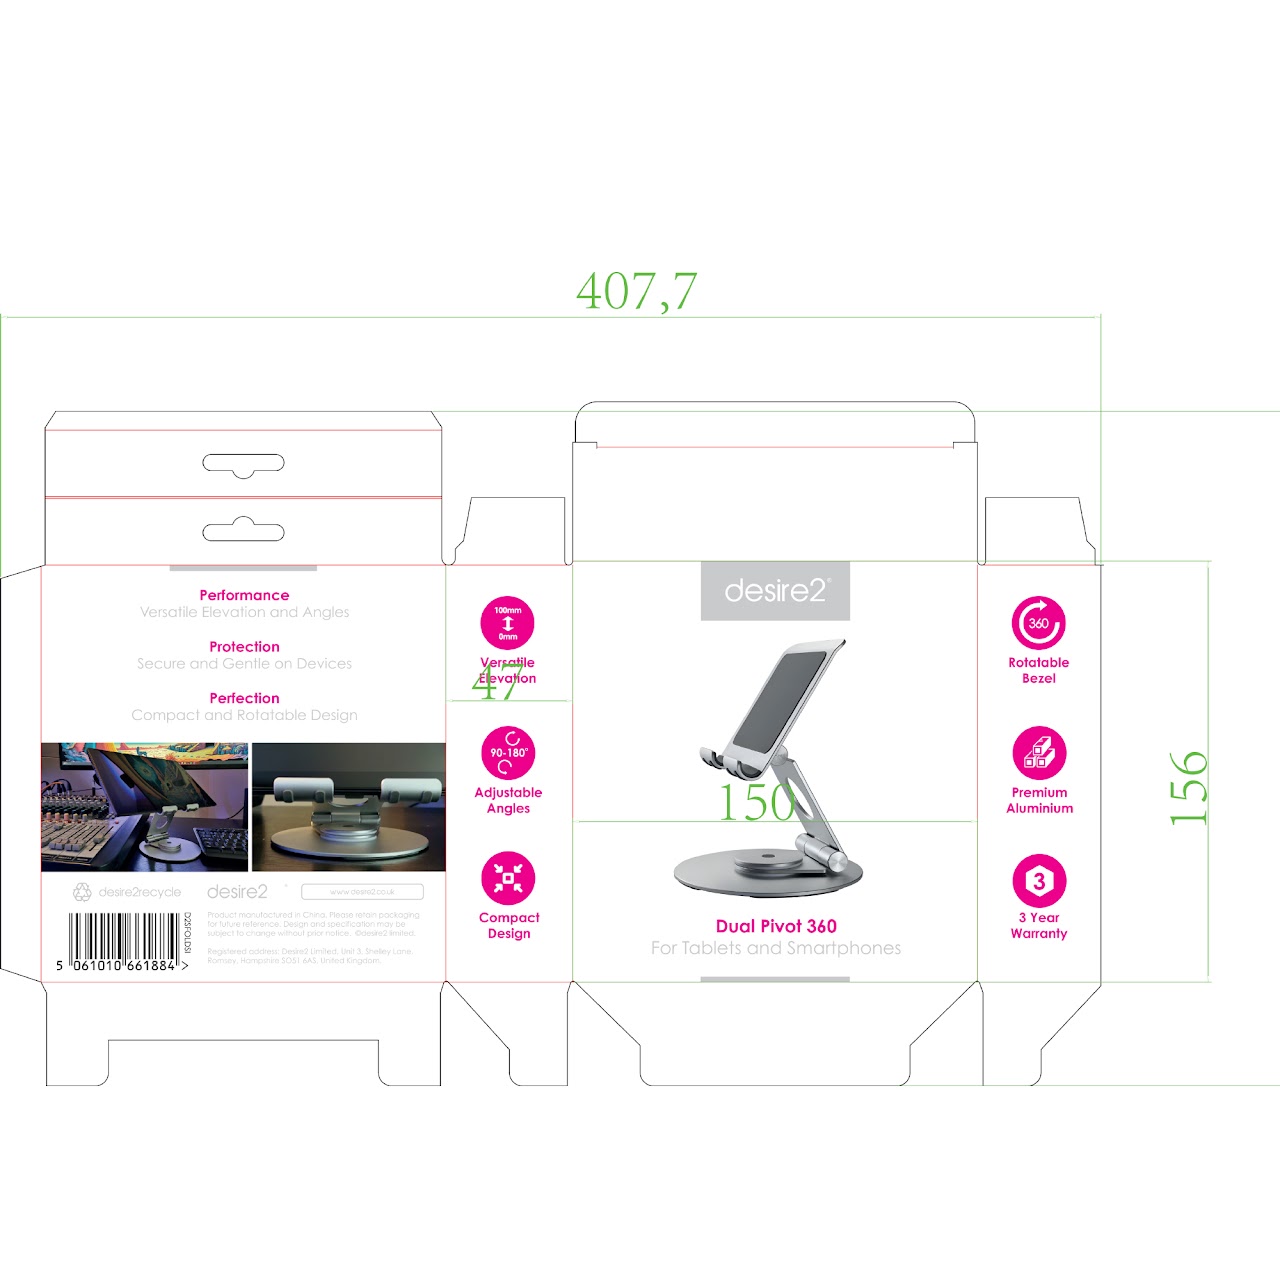 407,7
Performance
Versatile Elevation and Angles
Protection
Secure and Gentle on Devices
Perfection
Compact and Rotatable Design
desire2recycle
desire2
www.desire2.co.uk
D2SFOLDSI
5 061010 661884 >
Product manufactured in China. Please retain packaging
for future reference. Design and specification may be
subject to change without prior notice. ©desire2 limited.
Registered address: Desire2 Limited, Unit 3, Shelley Lane,
Romsey, Hampshire SO51 6AS, United Kingdom.
100mm
0mm
Versatile
Elevation
47
90-180°
Adjustable
Angles
Compact
Design
desire2®
150
Dual Pivot 360
For Tablets and Smartphones
360
Rotatable
Bezel
Premium
Aluminium
3
3 Year
Warranty
156